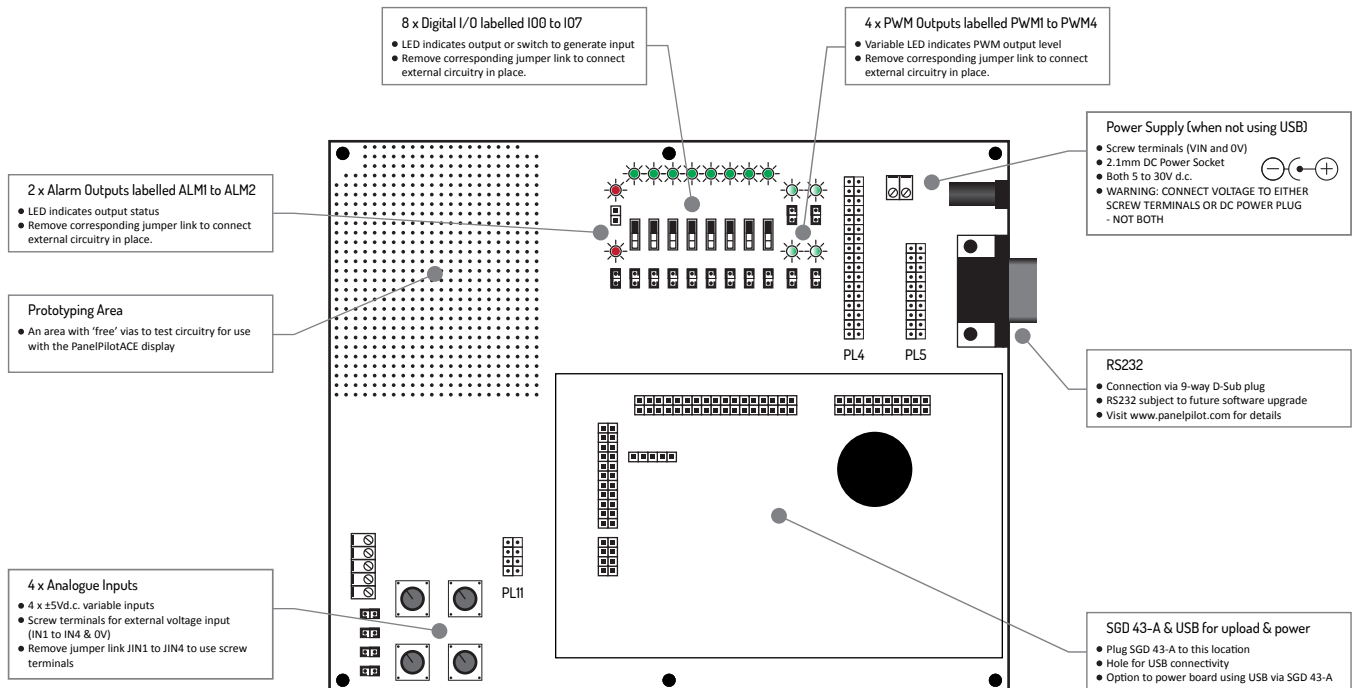 8 x Digital I/O labelled IO0 to IO7
● LED indicates output or switch to generate input
● Remove corresponding jumper link to connect
external circuitry in place.
4 x PWM Outputs labelled PWM1 to PWM4
● Variable LED indicates PWM output level
● Remove corresponding jumper link to connect
external circuitry in place.
Power Supply (when not using USB)
● Screw terminals (VIN and 0V)
● 2.1mm DC Power Socket
● Both 5 to 30V d.c.
● WARNING: CONNECT VOLTAGE TO EITHER
SCREW TERMINALS OR DC POWER PLUG
- NOT BOTH
2 x Alarm Outputs labelled ALM1 to ALM2
● LED indicates output status
● Remove corresponding jumper link to connect
external circuitry in place.
Prototyping Area
● An area with ‘free’ vias to test circuitry for use
with the PanelPilotACE display
PL4
PL5
RS232
● Connection via 9-way D-Sub plug
● RS232 subject to future software upgrade
● Visit www.panelpilot.com for details
4 x Analogue Inputs
● 4 x ±5Vd.c. variable inputs
● Screw terminals for external voltage input
(IN1 to IN4 & 0V)
● Remove jumper link JIN1 to JIN4 to use screw
terminals
PL11
SGD 43-A & USB for upload & power
● Plug SGD 43-A to this location
● Hole for USB connectivity
● Option to power board using USB via SGD 43-A